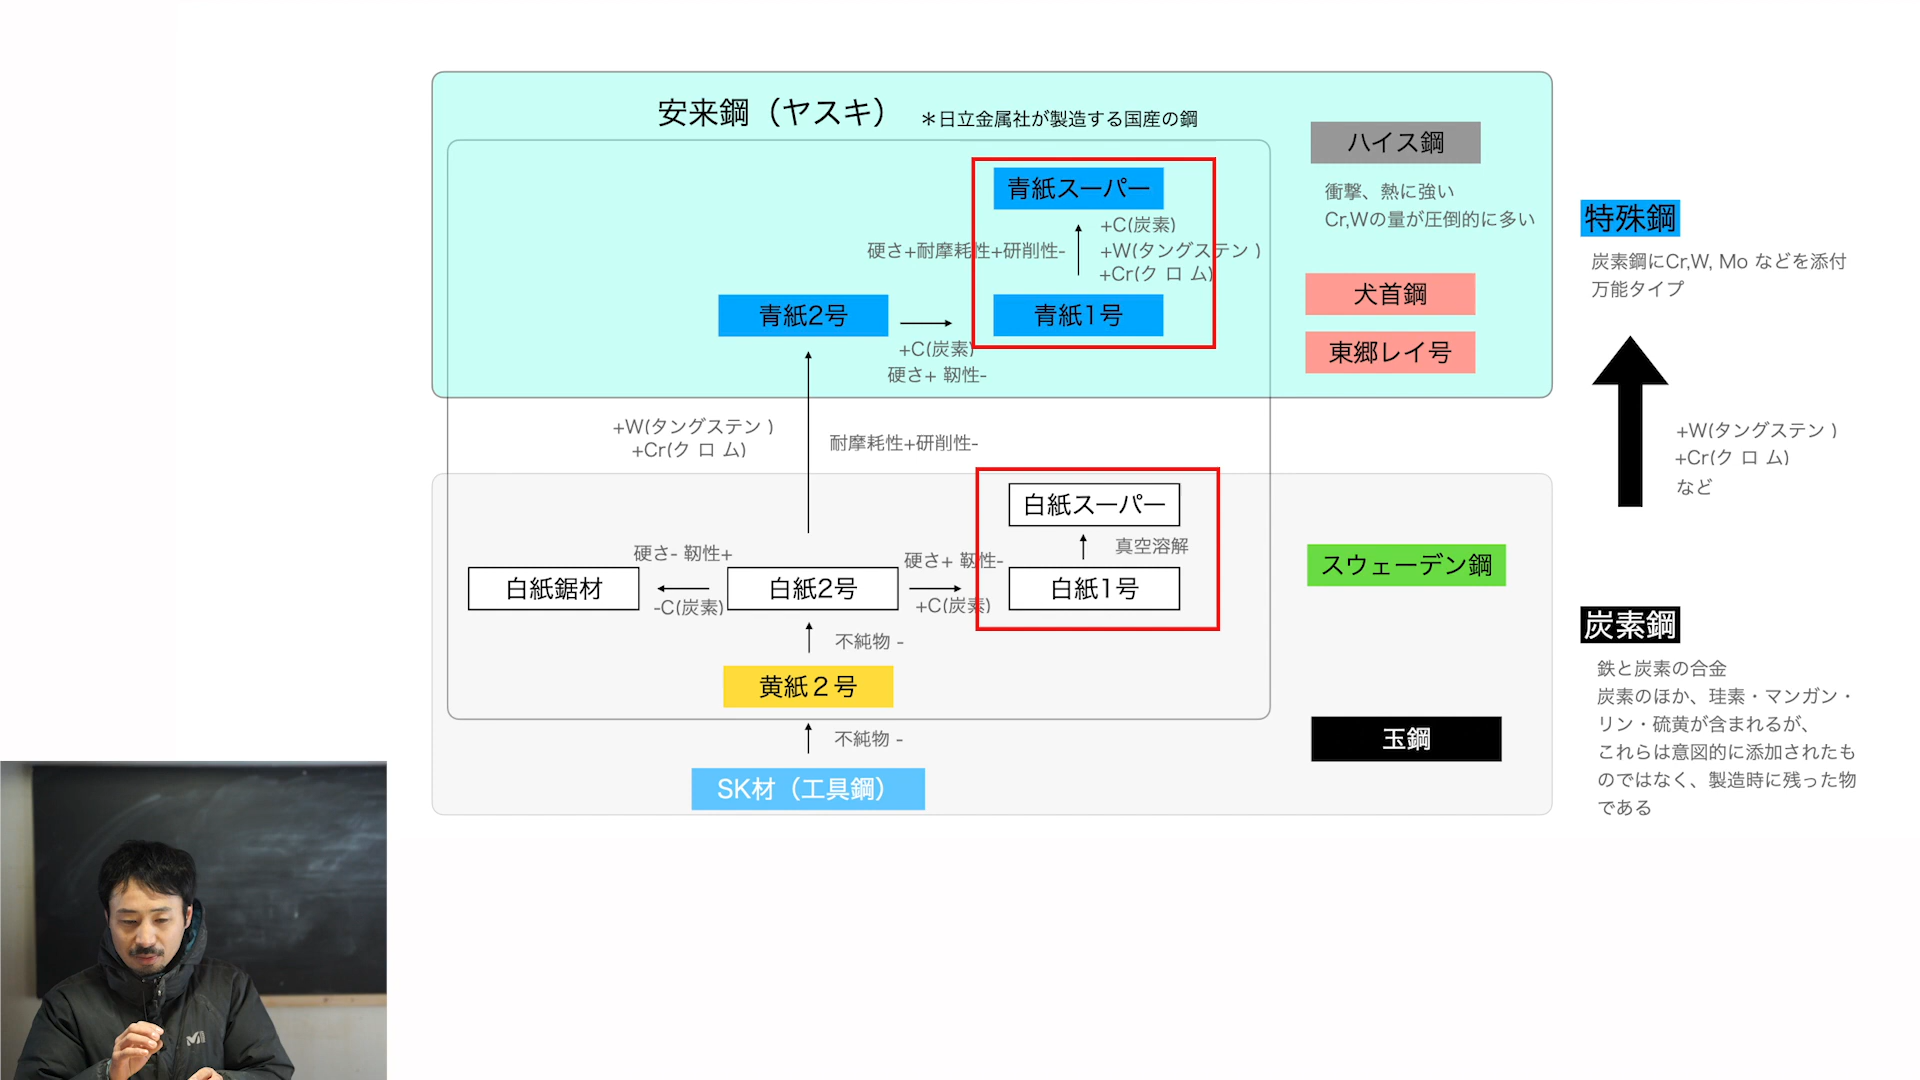 安来鋼（ヤスキ） ＊日立金属社が製造する国産の鋼
青紙スーパー
+C(炭素)
硬さ+耐摩耗性+研削性-
+W(タングステン )
+Cr(ク ロ ム)
青紙2号
青紙1号
+C(炭素)
硬さ+ 靭性-
ハイス鋼
衝撃、熱に強い
Cr,Wの量が圧倒的に多い
犬首鋼
東郷レイ号
特殊鋼
炭素鋼にCr,W, Mo などを添付
万能タイプ
+W(タングステン )
+Cr(ク ロ ム)
耐摩耗性+研削性-
+W(タングステン )
+Cr(ク ロ ム)
など
白紙スーパー
真空溶解
硬さ- 靭性+
硬さ+ 靭性-
白紙鋸材
白紙2号
白紙1号
-C(炭素)
+C(炭素)
不純物 -
黄紙２号
不純物 -
SK材（工具鋼）
スウェーデン鋼
玉鋼
炭素鋼
鉄と炭素の合金
炭素のほか、珪素・マンガン・
リン・硫黄が含まれるが、
これらは意図的に添加されたも
のではなく、製造時に残った物
である